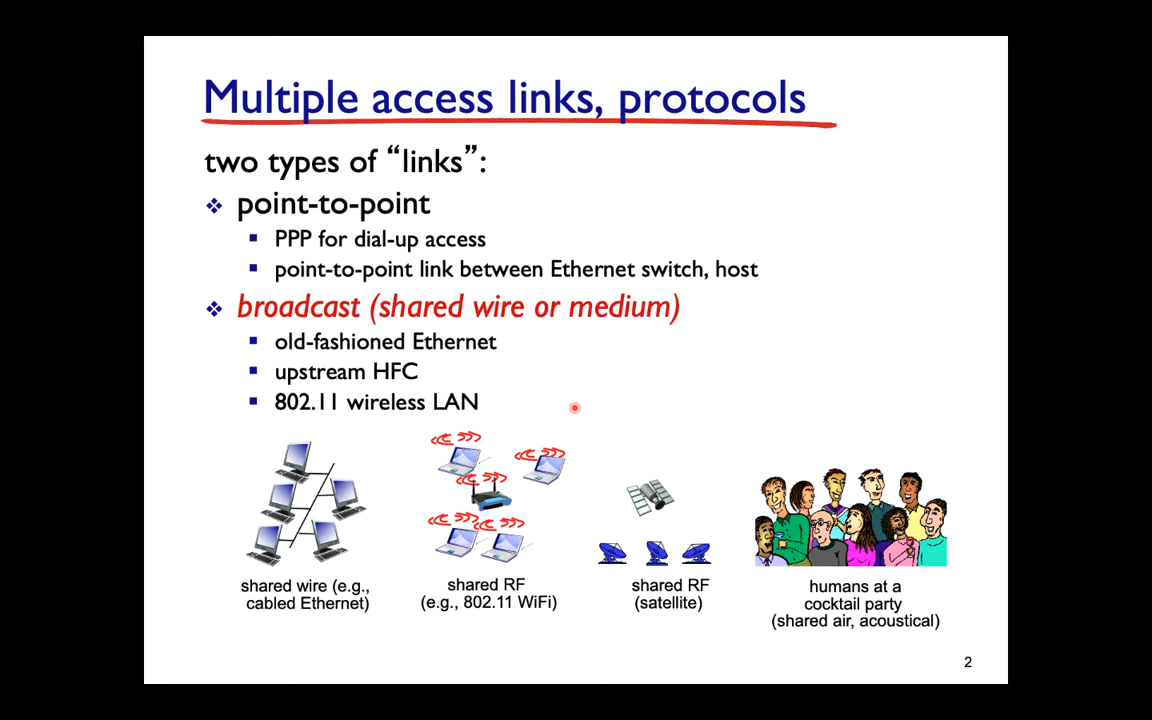 Multiple access links, protocols
two types of “links”:
point-to-point
PPP for dial-up access
point-to-point link between Ethernet switch, host
broadcast (shared wire or medium)
old-fashioned Ethernet
upstream HFC
802.11 wireless LAN
shared wire (e.g.,
cabled Ethernet)
shared RF
(e.g., 802.11 WiFi)
shared RF
(satellite)
humans at a
cocktail party
(shared air, acoustical)
2